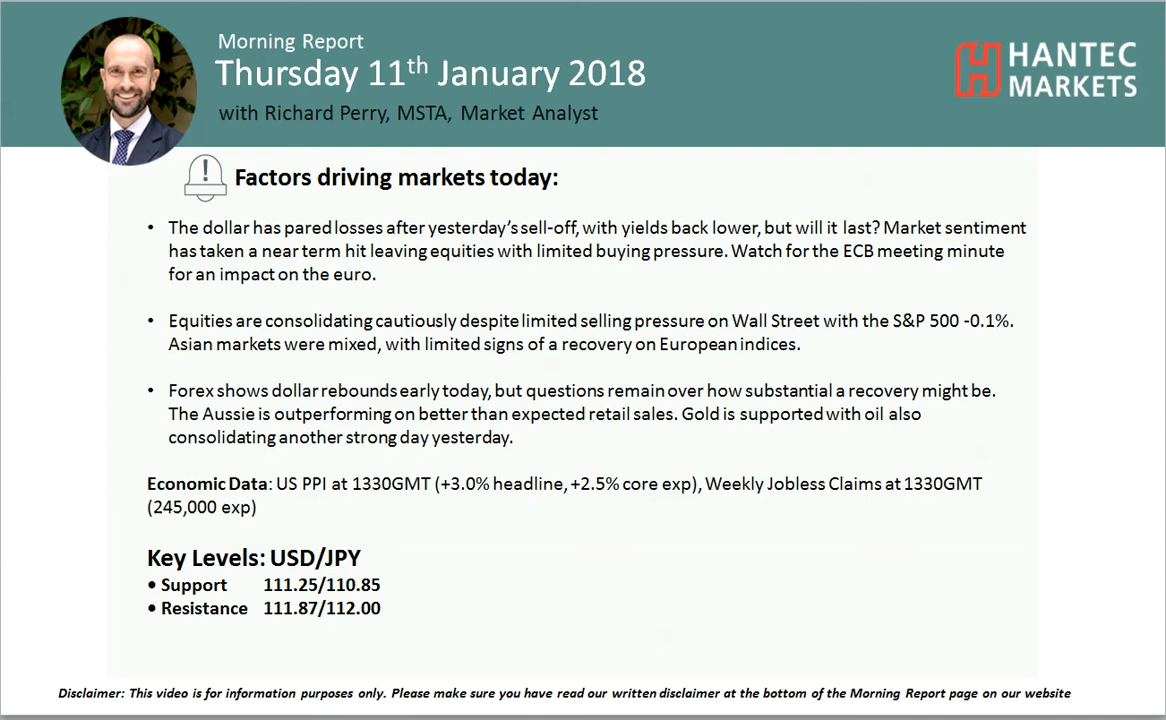 Morning Report
Thursday 11th January 2018
with Richard Perry, MSTA, Market Analyst
HANTEC
MARKETS
Factors driving markets today:
• The dollar has pared losses after yesterday's sell-off, with yields back lower, but will it last? Market sentiment
has taken a near term hit leaving equities with limited buying pressure. Watch for the ECB meeting minute
for an impact on the euro.
• Equities are consolidating cautiously despite limited selling pressure on Wall Street with the S&P 500 -0.1%.
Asian markets were mixed, with limited signs of a recovery on European indices.
• Forex shows dollar rebounds early today, but questions remain over how substantial a recovery might be.
The Aussie is outperforming on better than expected retail sales. Gold is supported with oil also
consolidating another strong day yesterday.
Economic Data: US PPI at 1330GMT (+3.0% headline, +2.5% core exp), Weekly Jobless Claims at 1330GMT
(245,000 exp)
Key Levels: USD/JPY
• Support 111.25/110.85
• Resistance 111.87/112.00
Disclaimer: This video is for information purposes only. Please make sure you have read our written disclaimer at the bottom of the Morning Report page on our website